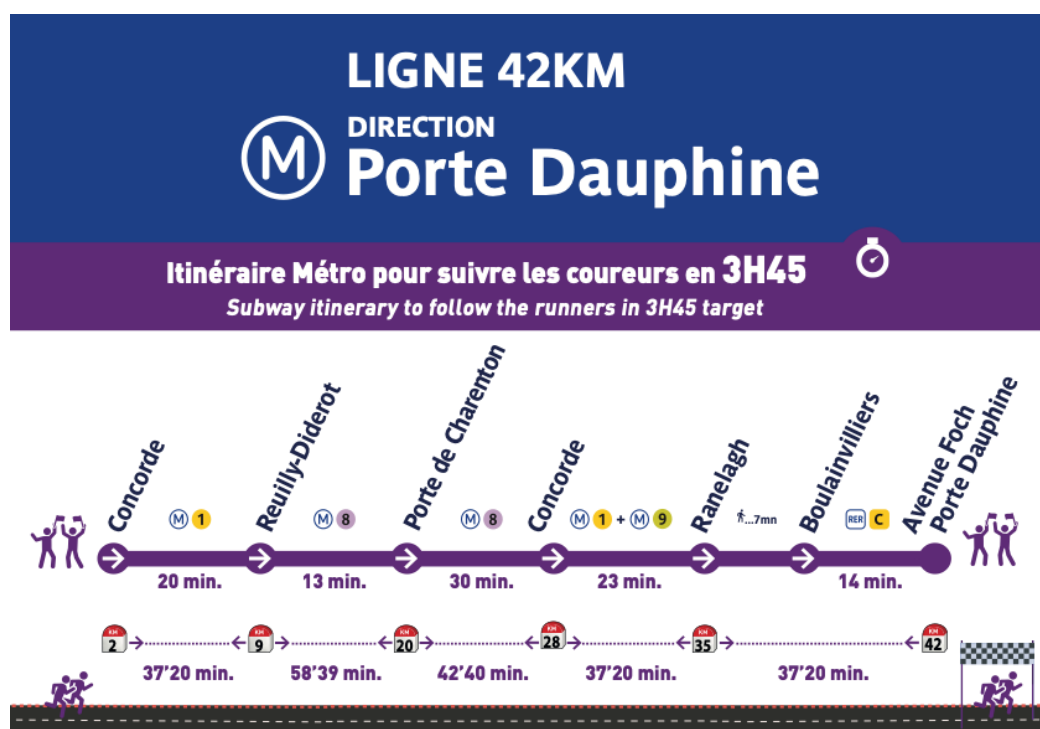 LIGNE 42KM
M
DIRECTION
Porte Dauphine
Itinéraire Métro pour suivre les coureurs en 3H45
Subway itinerary to follow the runners in 3H45 target
Concorde
Reuilly-Diderot
Porte de Charenton
Concorde
Ranelagh
Boulainvilliers
Avenue Foch
Porte Dauphine
M 1
M 8
M 8
M 1 + M 9
...7mn
RER C
20 min.
13 min.
30 min.
23 min.
14 min.
KM 2
KM 9
KM 20
KM 28
KM 35
KM 42
37'20 min.
58'39 min.
42'40 min.
37'20 min.
37'20 min.